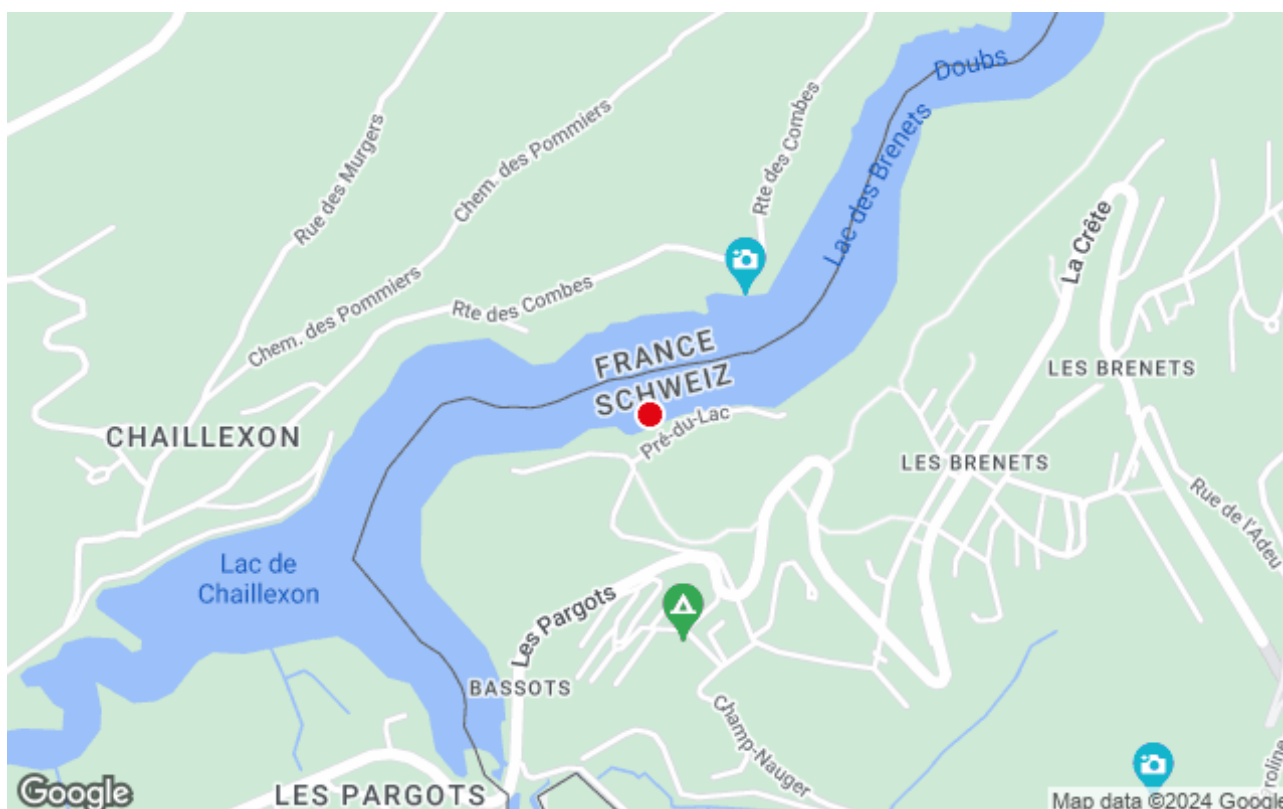 Doubs
Lac des Brenets
Rte des Combes
Chem. des Pommiers
Rue des Murgers
La Crête
Rte des Combes
Chem. des Pommiers
FRANCE
SCHWEIZ
LES BRENETS
Pré-du-Lac
CHAILLEXON
LES BRENETS
Rue de l'Adeu
Lac de
Chaillexon
Les Pargots
BASSOTS
Champ-Nauger
LES PARGOTS
Google
Map data ©2024 Google